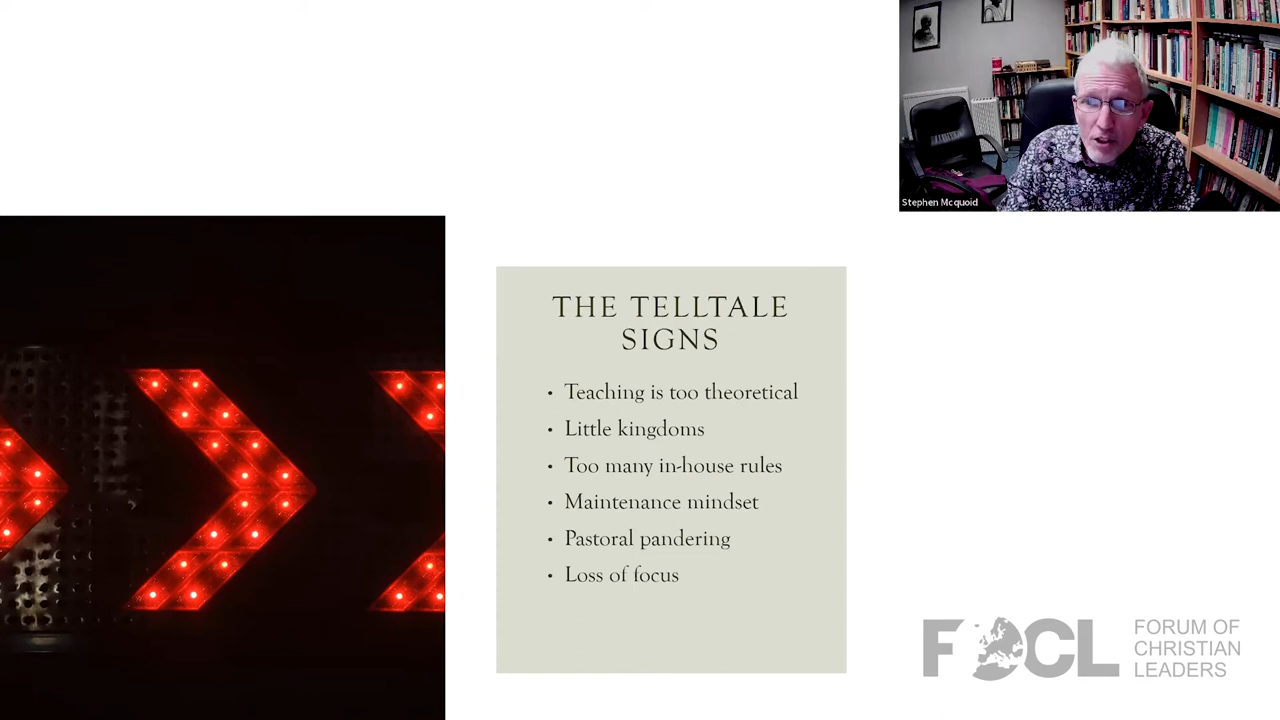 Stephen Mcquoid
THE TELLTALE
SIGNS
• Teaching is too theoretical
• Little kingdoms
• Too many in-house rules
• Maintenance mindset
• Pastoral pandering
• Loss of focus
FOCL
FORUM OF
CHRISTIAN
LEADERS